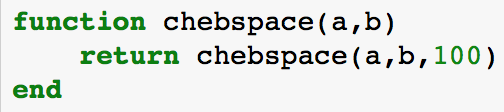 function chebspace(a,b)
    return chebspace(a,b,100)
end